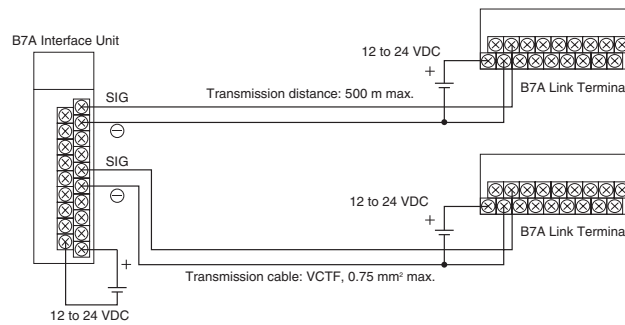 B7A Interface Unit
12 to 24 VDC
+
B7A Link Termina
SIG
Transmission distance: 500 m max.
⊖
SIG
⊖
12 to 24 VDC
+
B7A Link Termina
+
Transmission cable: VCTF, 0.75 mm² max.
12 to 24 VDC